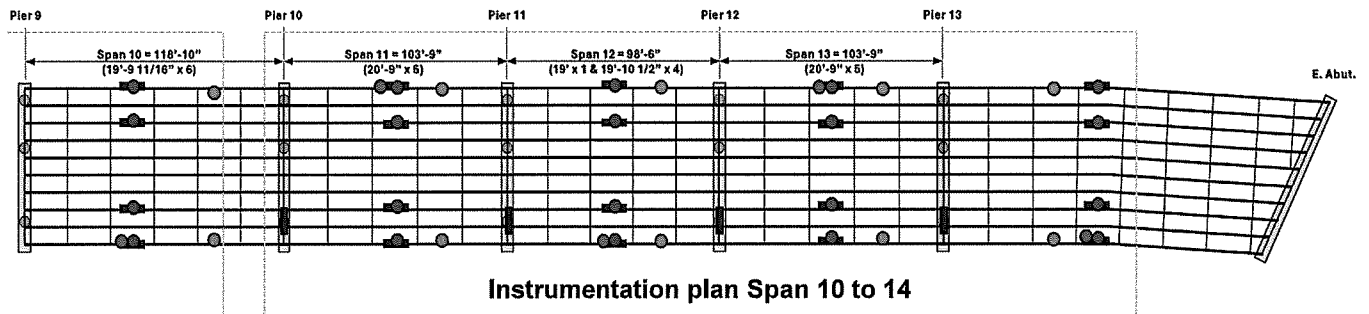 Pier 9
Pier 10
Pier 11
Pier 12
Pier 13
Span 10 = 118'-10"
(19'-9 11/16" x 6)
Span 11 = 103'-9"
(20'-9" x 5)
Span 12 = 98'-6"
(19' x 1 & 19'-10 1/2" x 4)
Span 13 = 103'-9"
(20'-9" x 5)
E. Abut.
Instrumentation plan Span 10 to 14